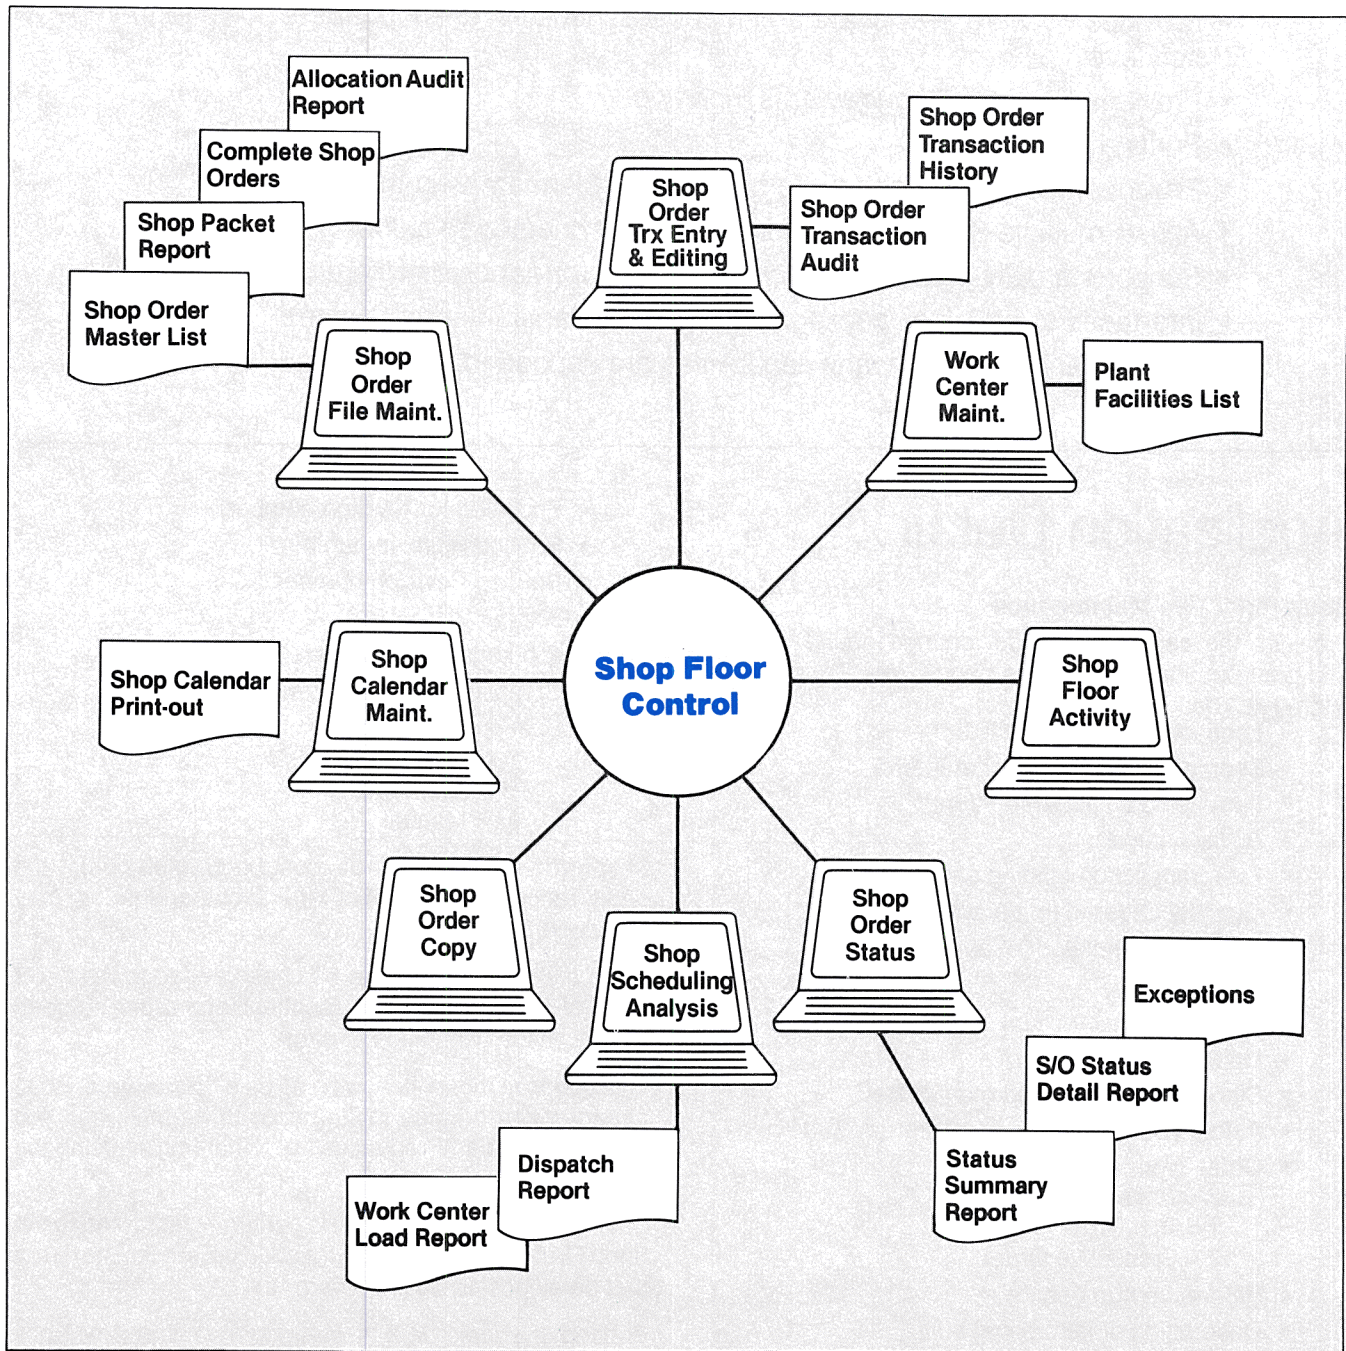 Allocation Audit
Report
Complete Shop
Orders
Shop Packet
Report
Shop Order
Master List
Shop
Order
File Maint.
Shop
Order
Trx Entry
& Editing
Shop Order
Transaction
History
Shop Order
Transaction
Audit
Work
Center
Maint.
Plant
Facilities List
Shop Calendar
Print-out
Shop
Calendar
Maint.
Shop Floor
Control
Shop
Floor
Activity
Shop
Order
Copy
Shop
Scheduling
Analysis
Shop
Order
Status
Exceptions
S/O Status
Detail Report
Status
Summary
Report
Dispatch
Report
Work Center
Load Report